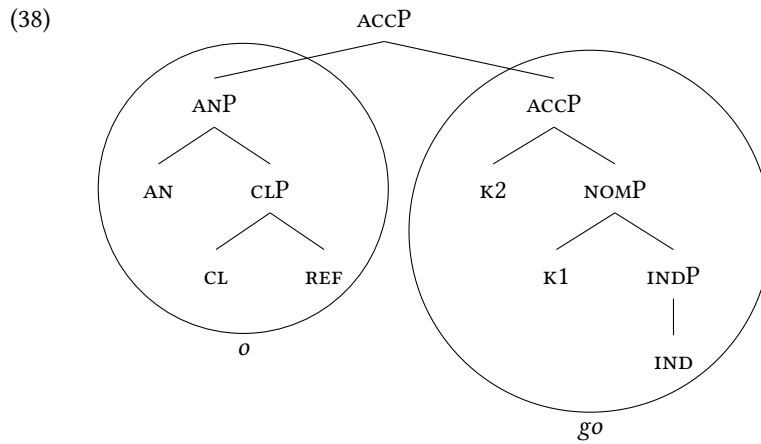 (38) ACCP
ANP ACCP
AN CLP K2 NOMP
CL REF K1 INDP
o IND
go